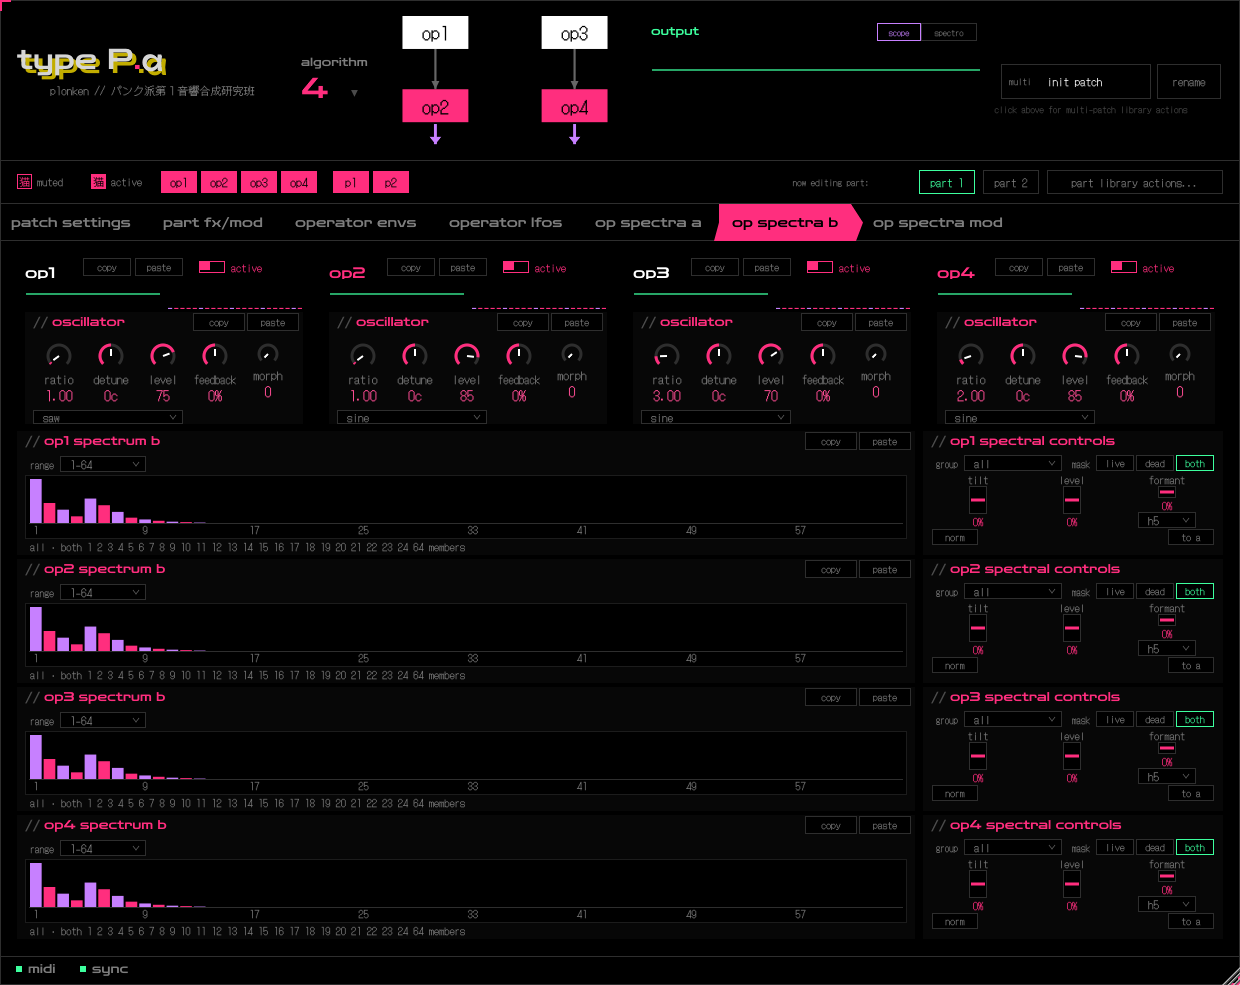 type P.a
plonken // パンク派第1音響合成研究班
algorithm
4
op1 op3
op2 op4
output
scope spectro
multi init patch rename
click above for multi-patch library actions
猫 muted 猫 active op1 op2 op3 op4 p1 p2
now editing part: part 1 part 2 part library actions...
patch settings part fx/mod operator envs operator lfos op spectra a op spectra b op spectra mod
op1 copy paste active
// oscillator copy paste
ratio detune level feedback morph
1.00 0c 75 0% 0
saw
op2 copy paste active
// oscillator copy paste
ratio detune level feedback morph
1.00 0c 85 0% 0
sine
op3 copy paste active
// oscillator copy paste
ratio detune level feedback morph
3.00 0c 70 0% 0
sine
op4 copy paste active
// oscillator copy paste
ratio detune level feedback morph
2.00 0c 85 0% 0
sine
// op1 spectrum b copy paste
range 1-64
1 9 17 25 33 41 49 57
all · both 1 2 3 4 5 6 7 8 9 10 11 12 13 14 15 16 17 18 19 20 21 22 23 24 64 members
// op1 spectral controls
group all mask live dead both
tilt level formant
0% 0% 0%
h5
norm to a
// op2 spectrum b copy paste
range 1-64
1 9 17 25 33 41 49 57
all · both 1 2 3 4 5 6 7 8 9 10 11 12 13 14 15 16 17 18 19 20 21 22 23 24 64 members
// op2 spectral controls
group all mask live dead both
tilt level formant
0% 0% 0%
h5
norm to a
// op3 spectrum b copy paste
range 1-64
1 9 17 25 33 41 49 57
all · both 1 2 3 4 5 6 7 8 9 10 11 12 13 14 15 16 17 18 19 20 21 22 23 24 64 members
// op3 spectral controls
group all mask live dead both
tilt level formant
0% 0% 0%
h5
norm to a
// op4 spectrum b copy paste
range 1-64
1 9 17 25 33 41 49 57
all · both 1 2 3 4 5 6 7 8 9 10 11 12 13 14 15 16 17 18 19 20 21 22 23 24 64 members
// op4 spectral controls
group all mask live dead both
tilt level formant
0% 0% 0%
h5
norm to a
midi sync